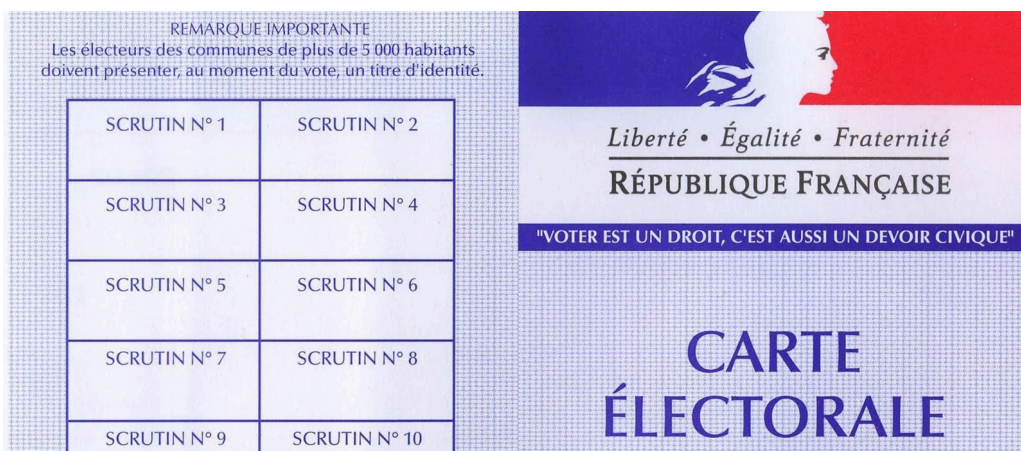 REMARQUE IMPORTANTE
Les électeurs des communes de plus de 5 000 habitants
doivent présenter, au moment du vote, un titre d'identité.
SCRUTIN N° 1
SCRUTIN N° 2
SCRUTIN N° 3
SCRUTIN N° 4
SCRUTIN N° 5
SCRUTIN N° 6
SCRUTIN N° 7
SCRUTIN N° 8
SCRUTIN N° 9
SCRUTIN N° 10
Liberté • Égalité • Fraternité
RÉPUBLIQUE FRANÇAISE
"VOTER EST UN DROIT, C'EST AUSSI UN DEVOIR CIVIQUE"
CARTE
ÉLECTORALE